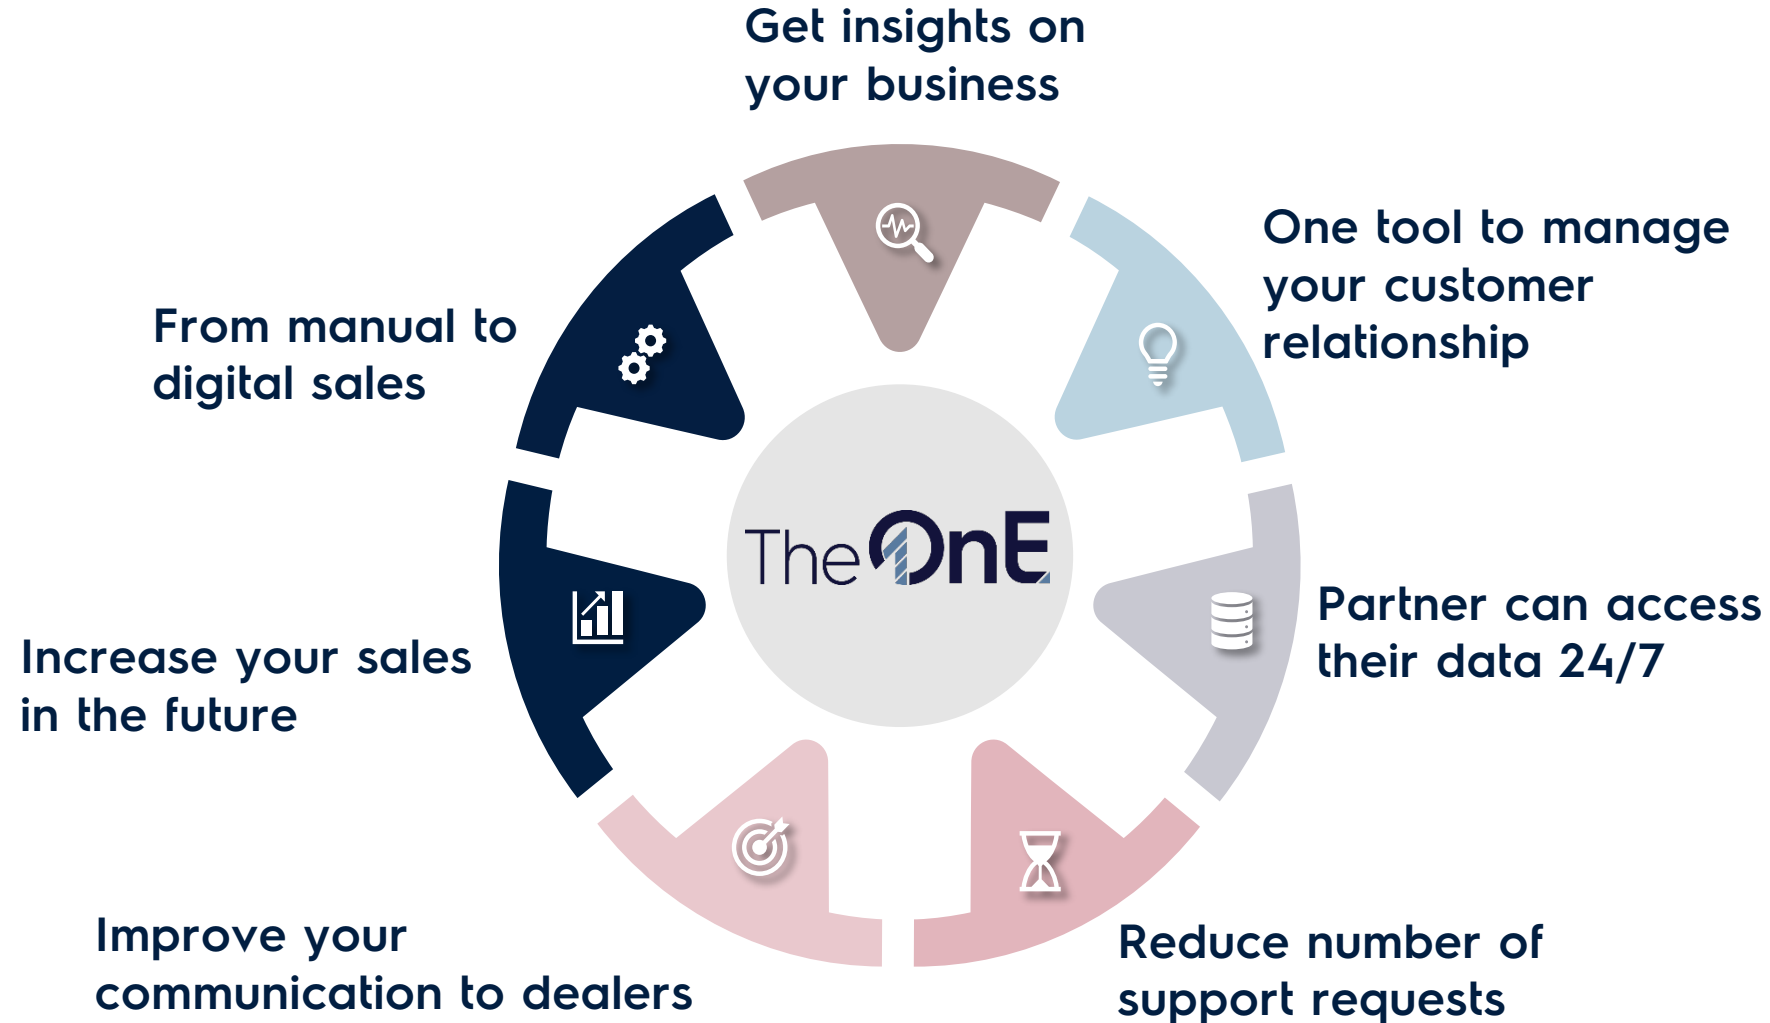 Get insights on
your business
One tool to manage
your customer
relationship
From manual to
digital sales
The OnE
Partner can access
their data 24/7
Increase your sales
in the future
Improve your
communication to dealers
Reduce number of
support requests